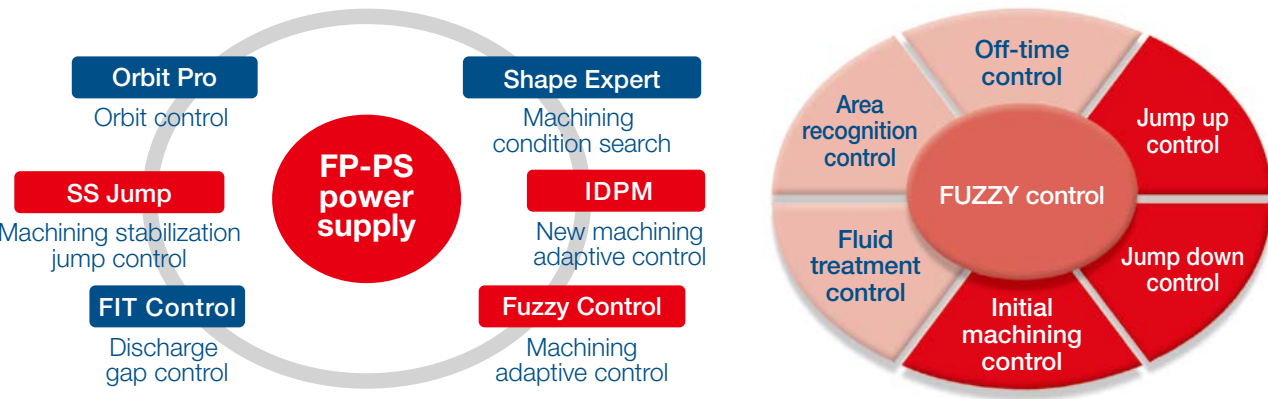 Orbit Pro
Orbit control
SS Jump
Machining stabilization
jump control
FIT Control
Discharge
gap control
FP-PS
power
supply
Shape Expert
Machining
condition search
IDPM
New machining
adaptive control
Fuzzy Control
Machining
adaptive control
Off-time
control
Area
recognition
control
Jump up
control
FUZZY control
Fluid
treatment
control
Jump down
control
Initial
machining
control